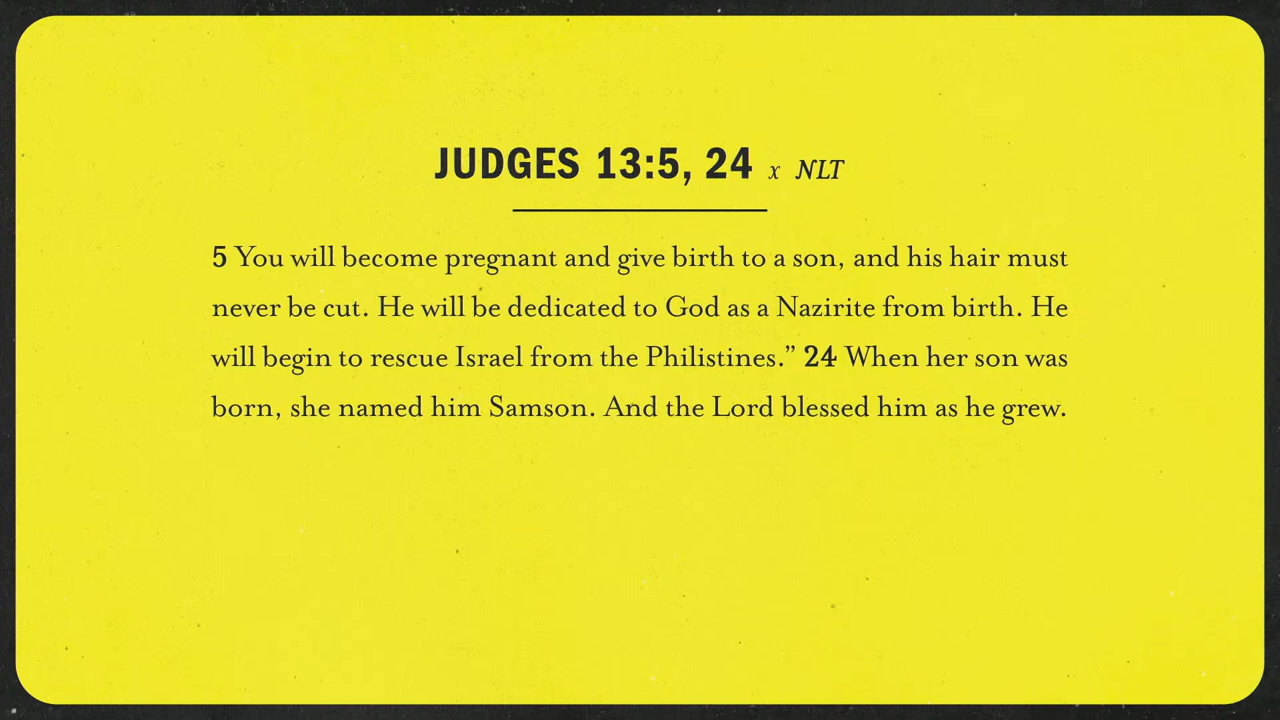 JUDGES 13:5, 24 x NLT
5 You will become pregnant and give birth to a son, and his hair must
never be cut. He will be dedicated to God as a Nazirite from birth. He
will begin to rescue Israel from the Philistines.” 24 When her son was
born, she named him Samson. And the Lord blessed him as he grew.